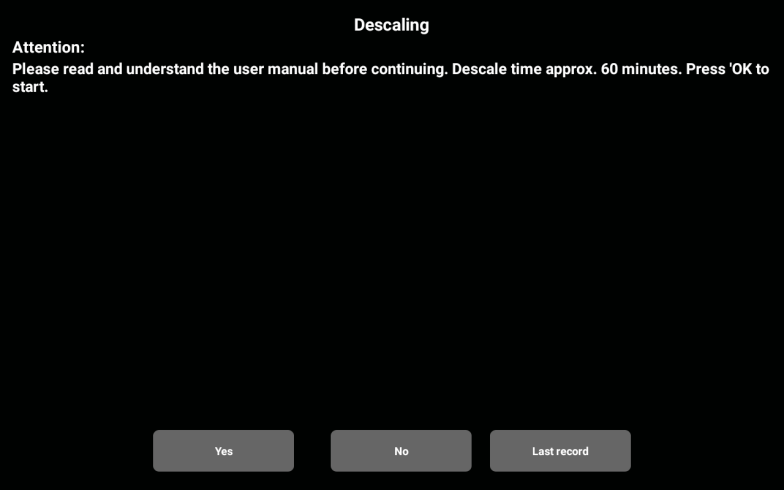 Descaling
Attention:
Please read and understand the user manual before continuing. Descale time approx. 60 minutes. Press 'OK to
start.
Yes
No
Last record